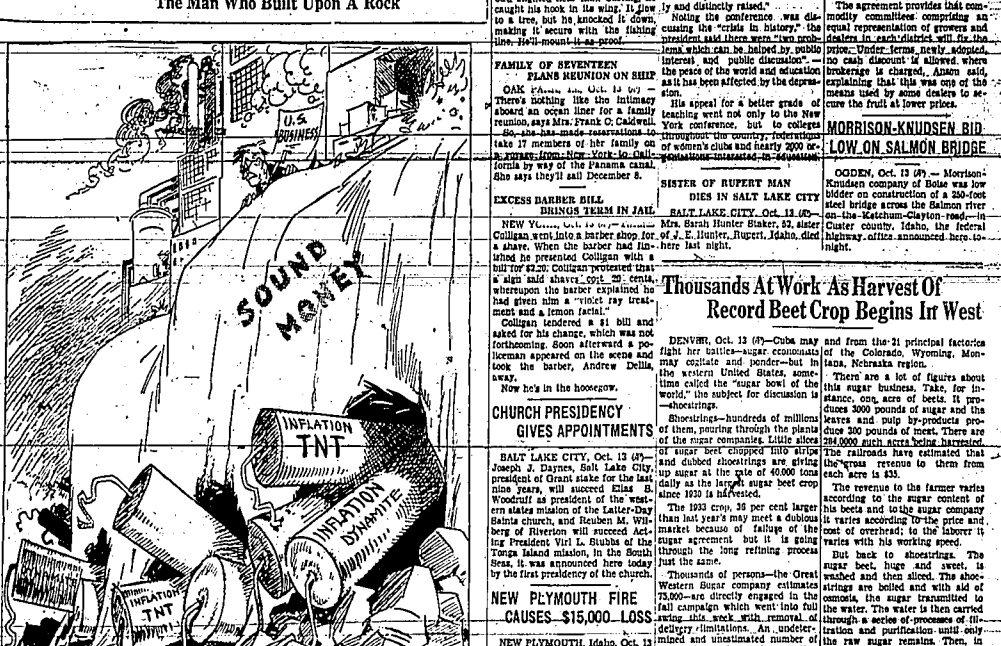 The Man Who Built Upon A Rock
U.S.
BUSINESS
SOUND
MONEY
INFLATION
TNT
INFLATION
DYNAMITE
INFLATION
TNT
caught his hook in its wing. It flew
to a tree, but he knocked it down,
making it secure with the fishing
line. He'll mount it as proof.
FAMILY OF SEVENTEEN
PLANS REUNION ON SHIP
OAK Oct. 13 (AP) —
There's nothing like the intimacy
aboard an ocean liner for a family
reunion, says Mrs. Frank O. Caldwell.
So, she has made reservations to
take 17 members of her family on
a voyage from New York to Cali-
fornia by way of the Panama canal.
She says they'll sail December 8.
EXCESS BARBER BILL
BRINGS TERM IN JAIL
NEW Oct. 13 (AP)
Colligan went into a barber shop for
a shave. When the barber had fin-
ished he presented Colligan with a
bill for $2.20. Colligan protested that
a sign said shaves cost 20 cents,
whereupon the barber explained he
had given him a "violet ray treat-
ment and a lemon facial."
Colligan tendered a $1 bill and
asked for his change, which was not
forthcoming. Soon afterward a po-
liceman appeared on the scene and
took the barber, Andrew
away.
Now he's in the hoosegow.
CHURCH PRESIDENCY
GIVES APPOINTMENTS
SALT LAKE CITY, Oct. 13 (AP)—
Joseph J. Daynes, Salt Lake City,
president of Grant stake for the last
nine years, will succeed Elias S.
Woodruff as president of the west-
ern states mission of the Latter-Day
Saints church, and Reuben M. Wil-
berg of Riverton will succeed Act-
ing President Virl L. Stubbs of the
Tonga Island mission, in the South
Seas, it was announced here today
by the first presidency of the church.
NEW PLYMOUTH FIRE
CAUSES $15,000 LOSS
NEW PLYMOUTH, Idaho, Oct. 13
ly and distinctly raised."
Noting the conference was dis-
cussing the "crisis in history," the
president said there were "two prob-
lems which can be helped by public
interest and public discussion"—
the peace of the world and education
as it has been affected by the depres-
sion.
His appeal for a better grade of
teaching went not only to the New
York conference, but to colleges
throughout the country, federations
of women's clubs and nearly 2000 or-
ganizations interested in education.
SISTER OF RUPERT MAN
DIES IN SALT LAKE CITY
SALT LAKE CITY, Oct. 13 (AP)—
Mrs. Sarah Hunter Staker, 52, sister
of J. E. Hunter, Rupert, Idaho, died
here last night.
The agreement provides that com-
modity committees comprising an
equal representation of growers and
dealers in each district will fix the
price. Under terms newly adopted,
no cash discount is allowed where
brokerage is charged, Anson said,
explaining that this was one of the
means used by some dealers to se-
cure the fruit at lower prices.
MORRISON-KNUDSEN BID
LOW ON SALMON BRIDGE
OGDEN, Oct. 13 (AP).— Morrison-
Knudsen company of Boise was low
bidder on construction of a 250-foot
steel bridge across the Salmon river
on the Ketchum-Clayton road in
Custer county, Idaho, the federal
highway office announced here to-
night.
Thousands At Work As Harvest Of
Record Beet Crop Begins In West
DENVER, Oct. 13 (AP)—Cuba may
fight her battles—sugar economists
may cogitate and ponder—but in
the western United States, some-
time called the "sugar bowl of the
world," the subject for discussion is
—shoestrings.
Shoestrings—hundreds of millions
of them, pouring through the plants
of the sugar companies. Little slices
of sugar beet chopped into strips
and dubbed shoestrings are giving
up sugar at the rate of 40,000 tons
daily as the largest sugar beet crop
since 1930 is harvested.
The 1933 crop, 36 per cent larger
than last year's may meet a dubious
market because of failure of the
sugar agreement but it is going
through the long refining process
just the same.
Thousands of persons—the Great
Western Sugar company estimates
75,000—are directly engaged in the
fall campaign which went into full
swing this week with removal of
delivery limitations. An undeter-
mined and unestimated number of
and from the 21 principal factories
of the Colorado, Wyoming, Mon-
tana, Nebraska region.
There are a lot of figures about
this sugar business. Take, for in-
stance, one acre of beets. It pro-
duces 3000 pounds of sugar and the
leaves and pulp by-products pro-
duce 300 pounds of meat. There are
284,0000 such acres being harvested.
The railroads have estimated that
the gross revenue to them from
each acre is $35.
The revenue to the farmer varies
according to the sugar content of
his beets and to the sugar company
it varies according to the price and
cost of overhead; to the laborer it
varies with his working speed.
But back to shoestrings. The
sugar beet, huge and sweet, is
washed and then sliced. The shoe-
strings are boiled and with aid of
osmosis, the sugar transmitted to
the water. The water is then carried
through a series of processes of fil-
tration and purification until only
the raw sugar remains. Then, in